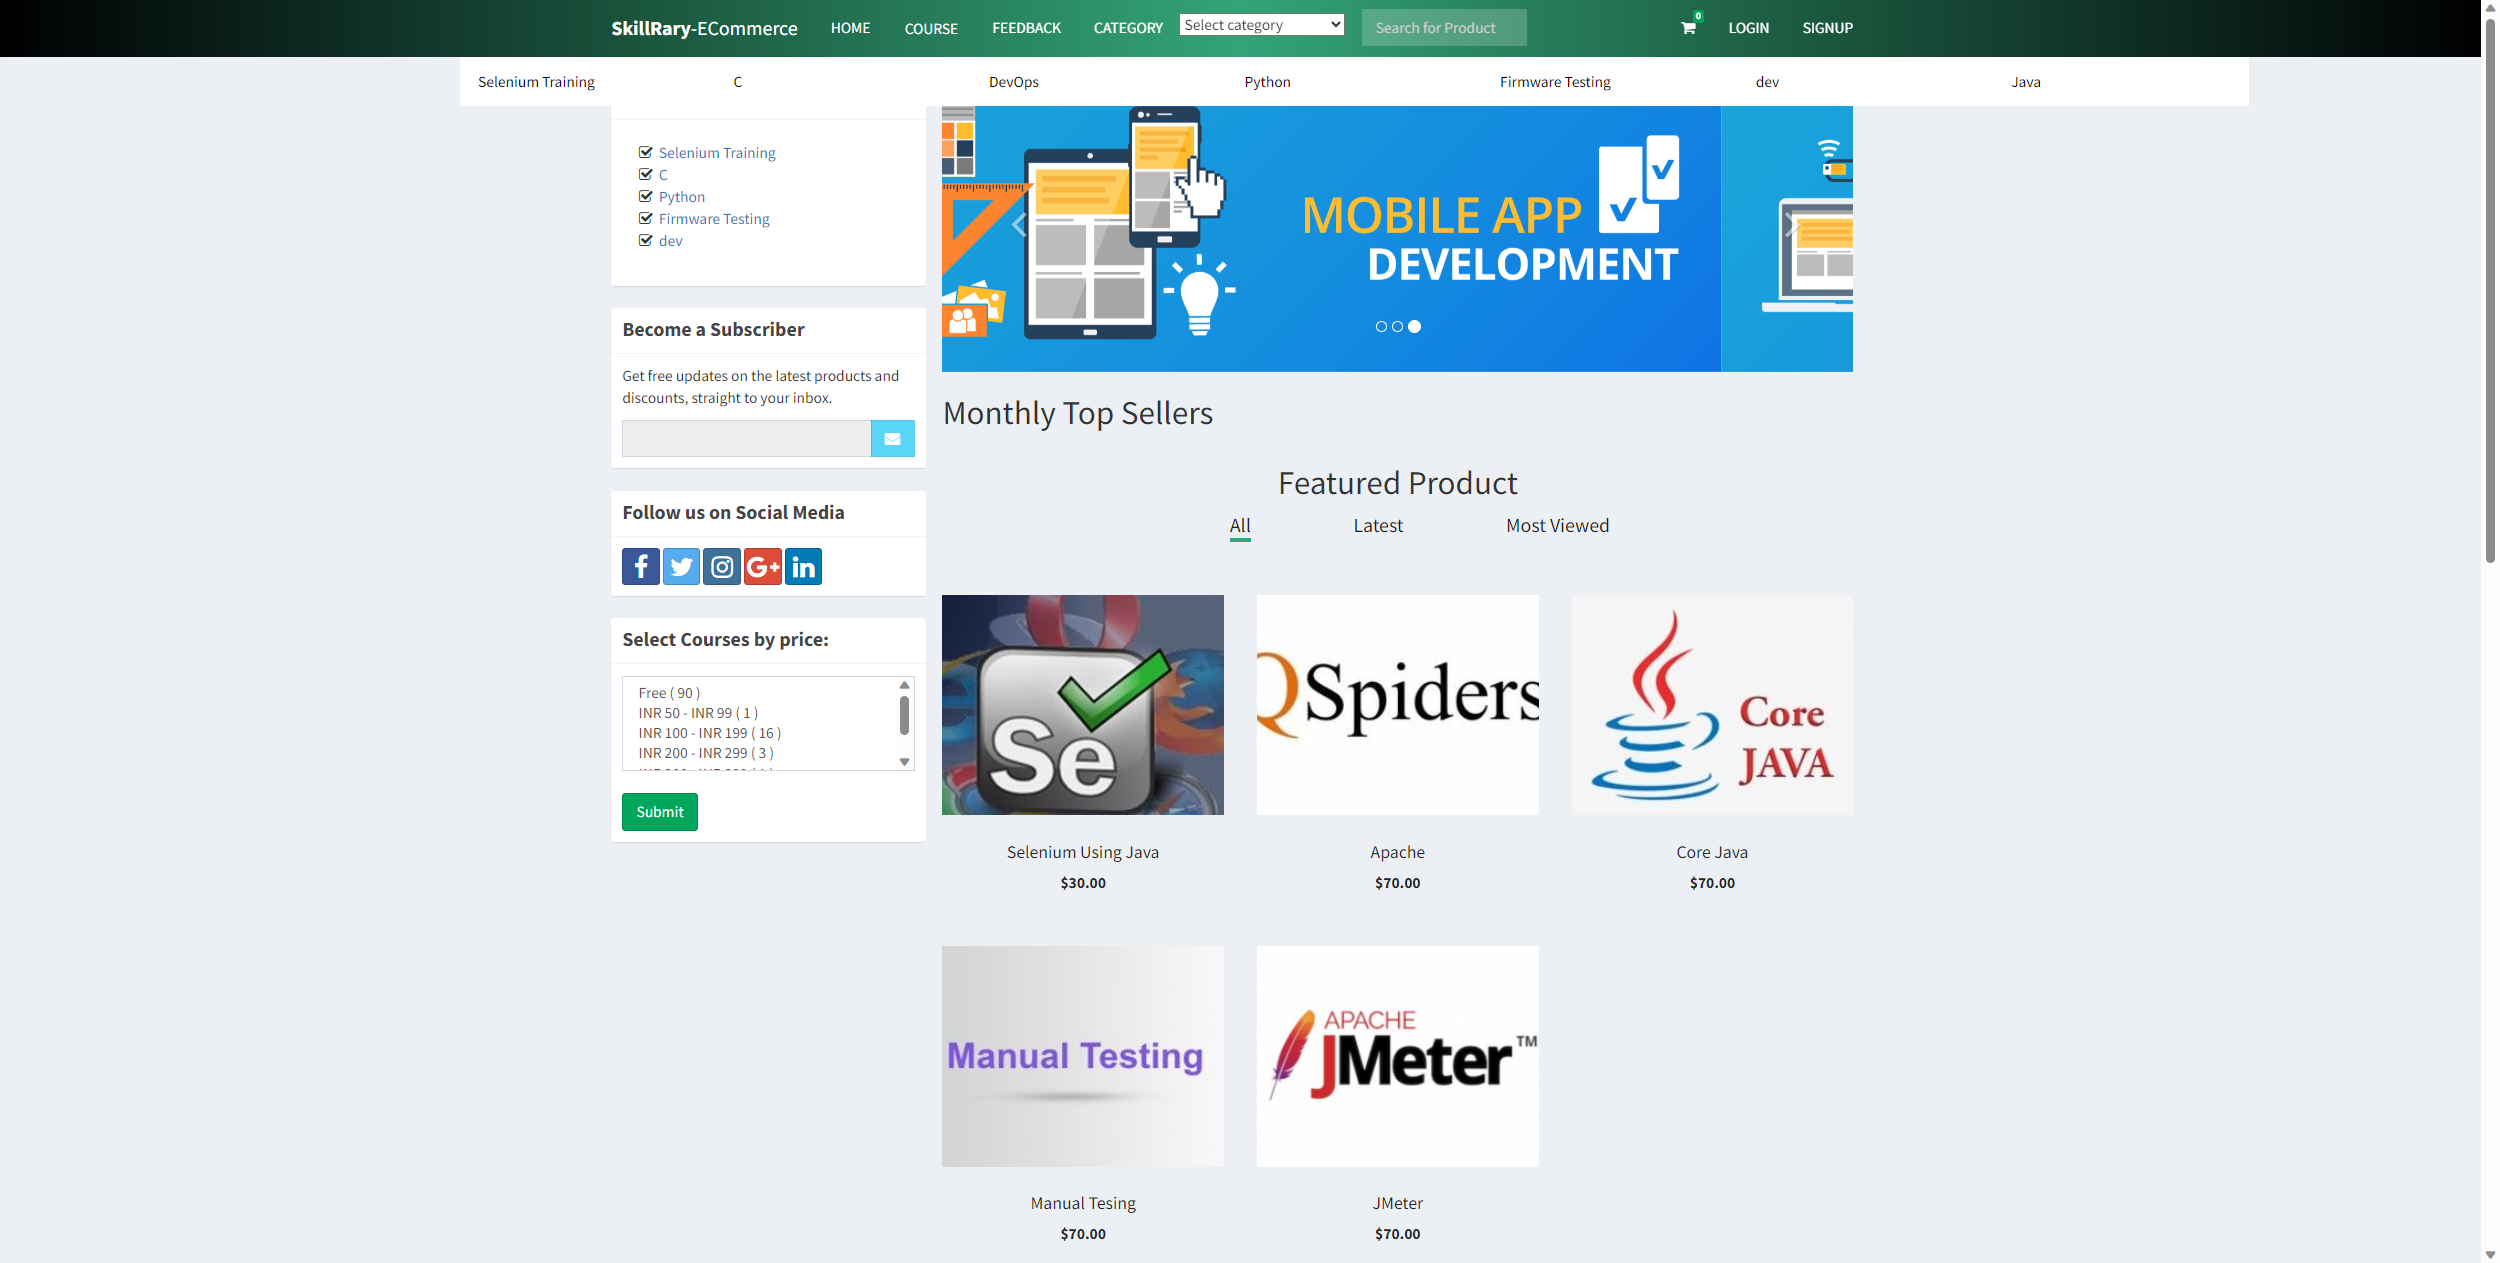 SkillRary-ECommerce HOME COURSE FEEDBACK CATEGORY Select category Search for Product 0 LOGIN SIGNUP
Selenium Training C DevOps Python Firmware Testing dev Java
Selenium Training
C
Python
Firmware Testing
dev
MOBILE APP
DEVELOPMENT
Become a Subscriber
Get free updates on the latest products and
discounts, straight to your inbox.
Follow us on Social Media
Select Courses by price:
Free ( 90 )
INR 50 - INR 99 ( 1 )
INR 100 - INR 199 ( 16 )
INR 200 - INR 299 ( 3 )
Submit
Monthly Top Sellers
Featured Product
All Latest Most Viewed
Se
QSpiders
Core
JAVA
Selenium Using Java Apache Core Java
$30.00 $70.00 $70.00
Manual Testing
APACHE
JMeter™
Manual Tesing JMeter
$70.00 $70.00